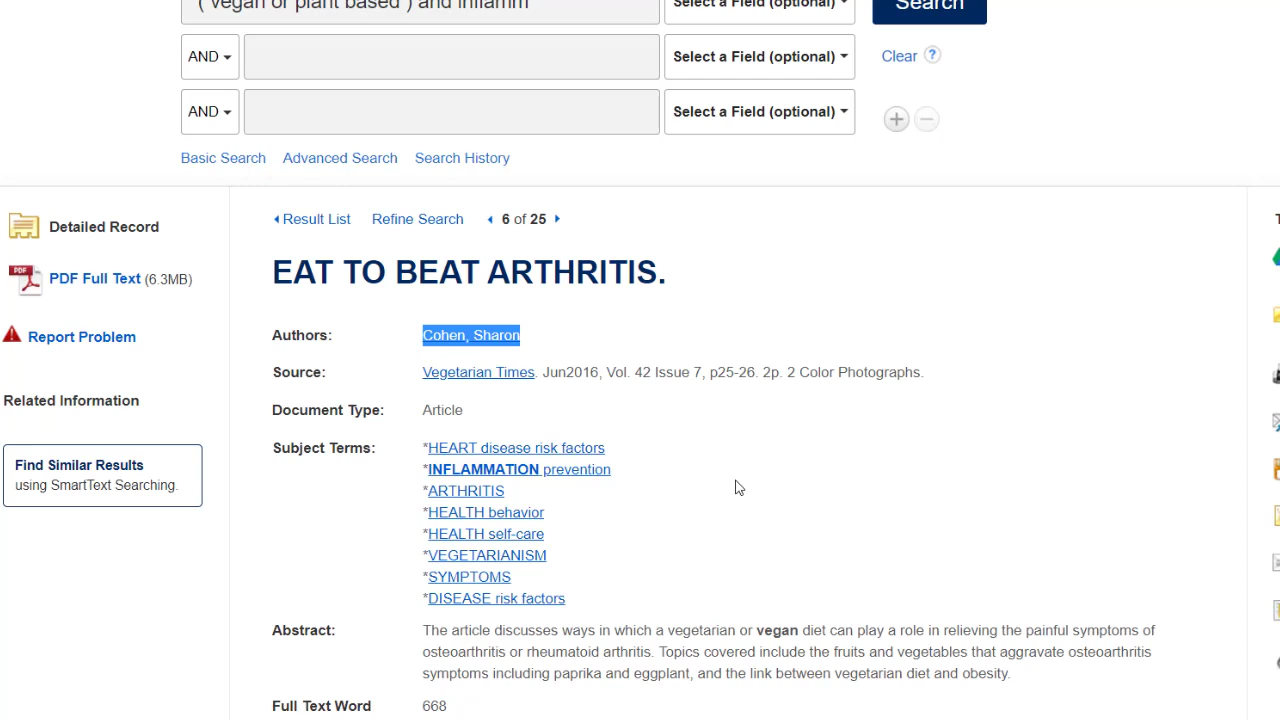 ( vegan or plant based ) and inflamm
Select a Field (optional)
Search
AND
Select a Field (optional)
Clear ?
AND
Select a Field (optional)
Basic Search Advanced Search Search History
Detailed Record
PDF Full Text (6.3MB)
Report Problem
Related Information
Find Similar Results
using SmartText Searching.
Result List Refine Search 6 of 25
EAT TO BEAT ARTHRITIS.
Authors: Cohen, Sharon
Source: Vegetarian Times. Jun2016, Vol. 42 Issue 7, p25-26. 2p. 2 Color Photographs.
Document Type: Article
Subject Terms: *HEART disease risk factors
*INFLAMMATION prevention
*ARTHRITIS
*HEALTH behavior
*HEALTH self-care
*VEGETARIANISM
*SYMPTOMS
*DISEASE risk factors
Abstract: The article discusses ways in which a vegetarian or vegan diet can play a role in relieving the painful symptoms of
osteoarthritis or rheumatoid arthritis. Topics covered include the fruits and vegetables that aggravate osteoarthritis
symptoms including paprika and eggplant, and the link between vegetarian diet and obesity.
Full Text Word 668